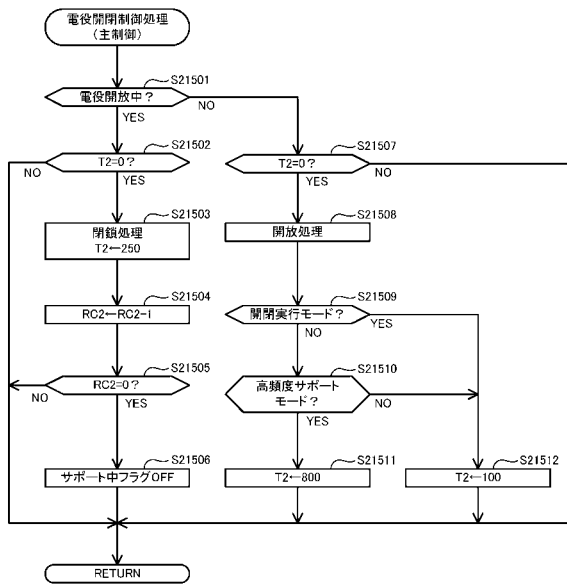 電役開閉制御処理
（主制御）
S21501
電役開放中？
NO
YES
S21502
T2=0？
NO
YES
S21503
閉鎖処理
T2←250
S21504
RC2←RC2-1
S21505
RC2=0？
NO
YES
S21506
サポート中フラグOFF
S21507
T2=0？
NO
YES
S21508
開放処理
S21509
開閉実行モード？
YES
NO
S21510
高頻度サポート
モード？
NO
YES
S21511
T2←800
S21512
T2←100
RETURN